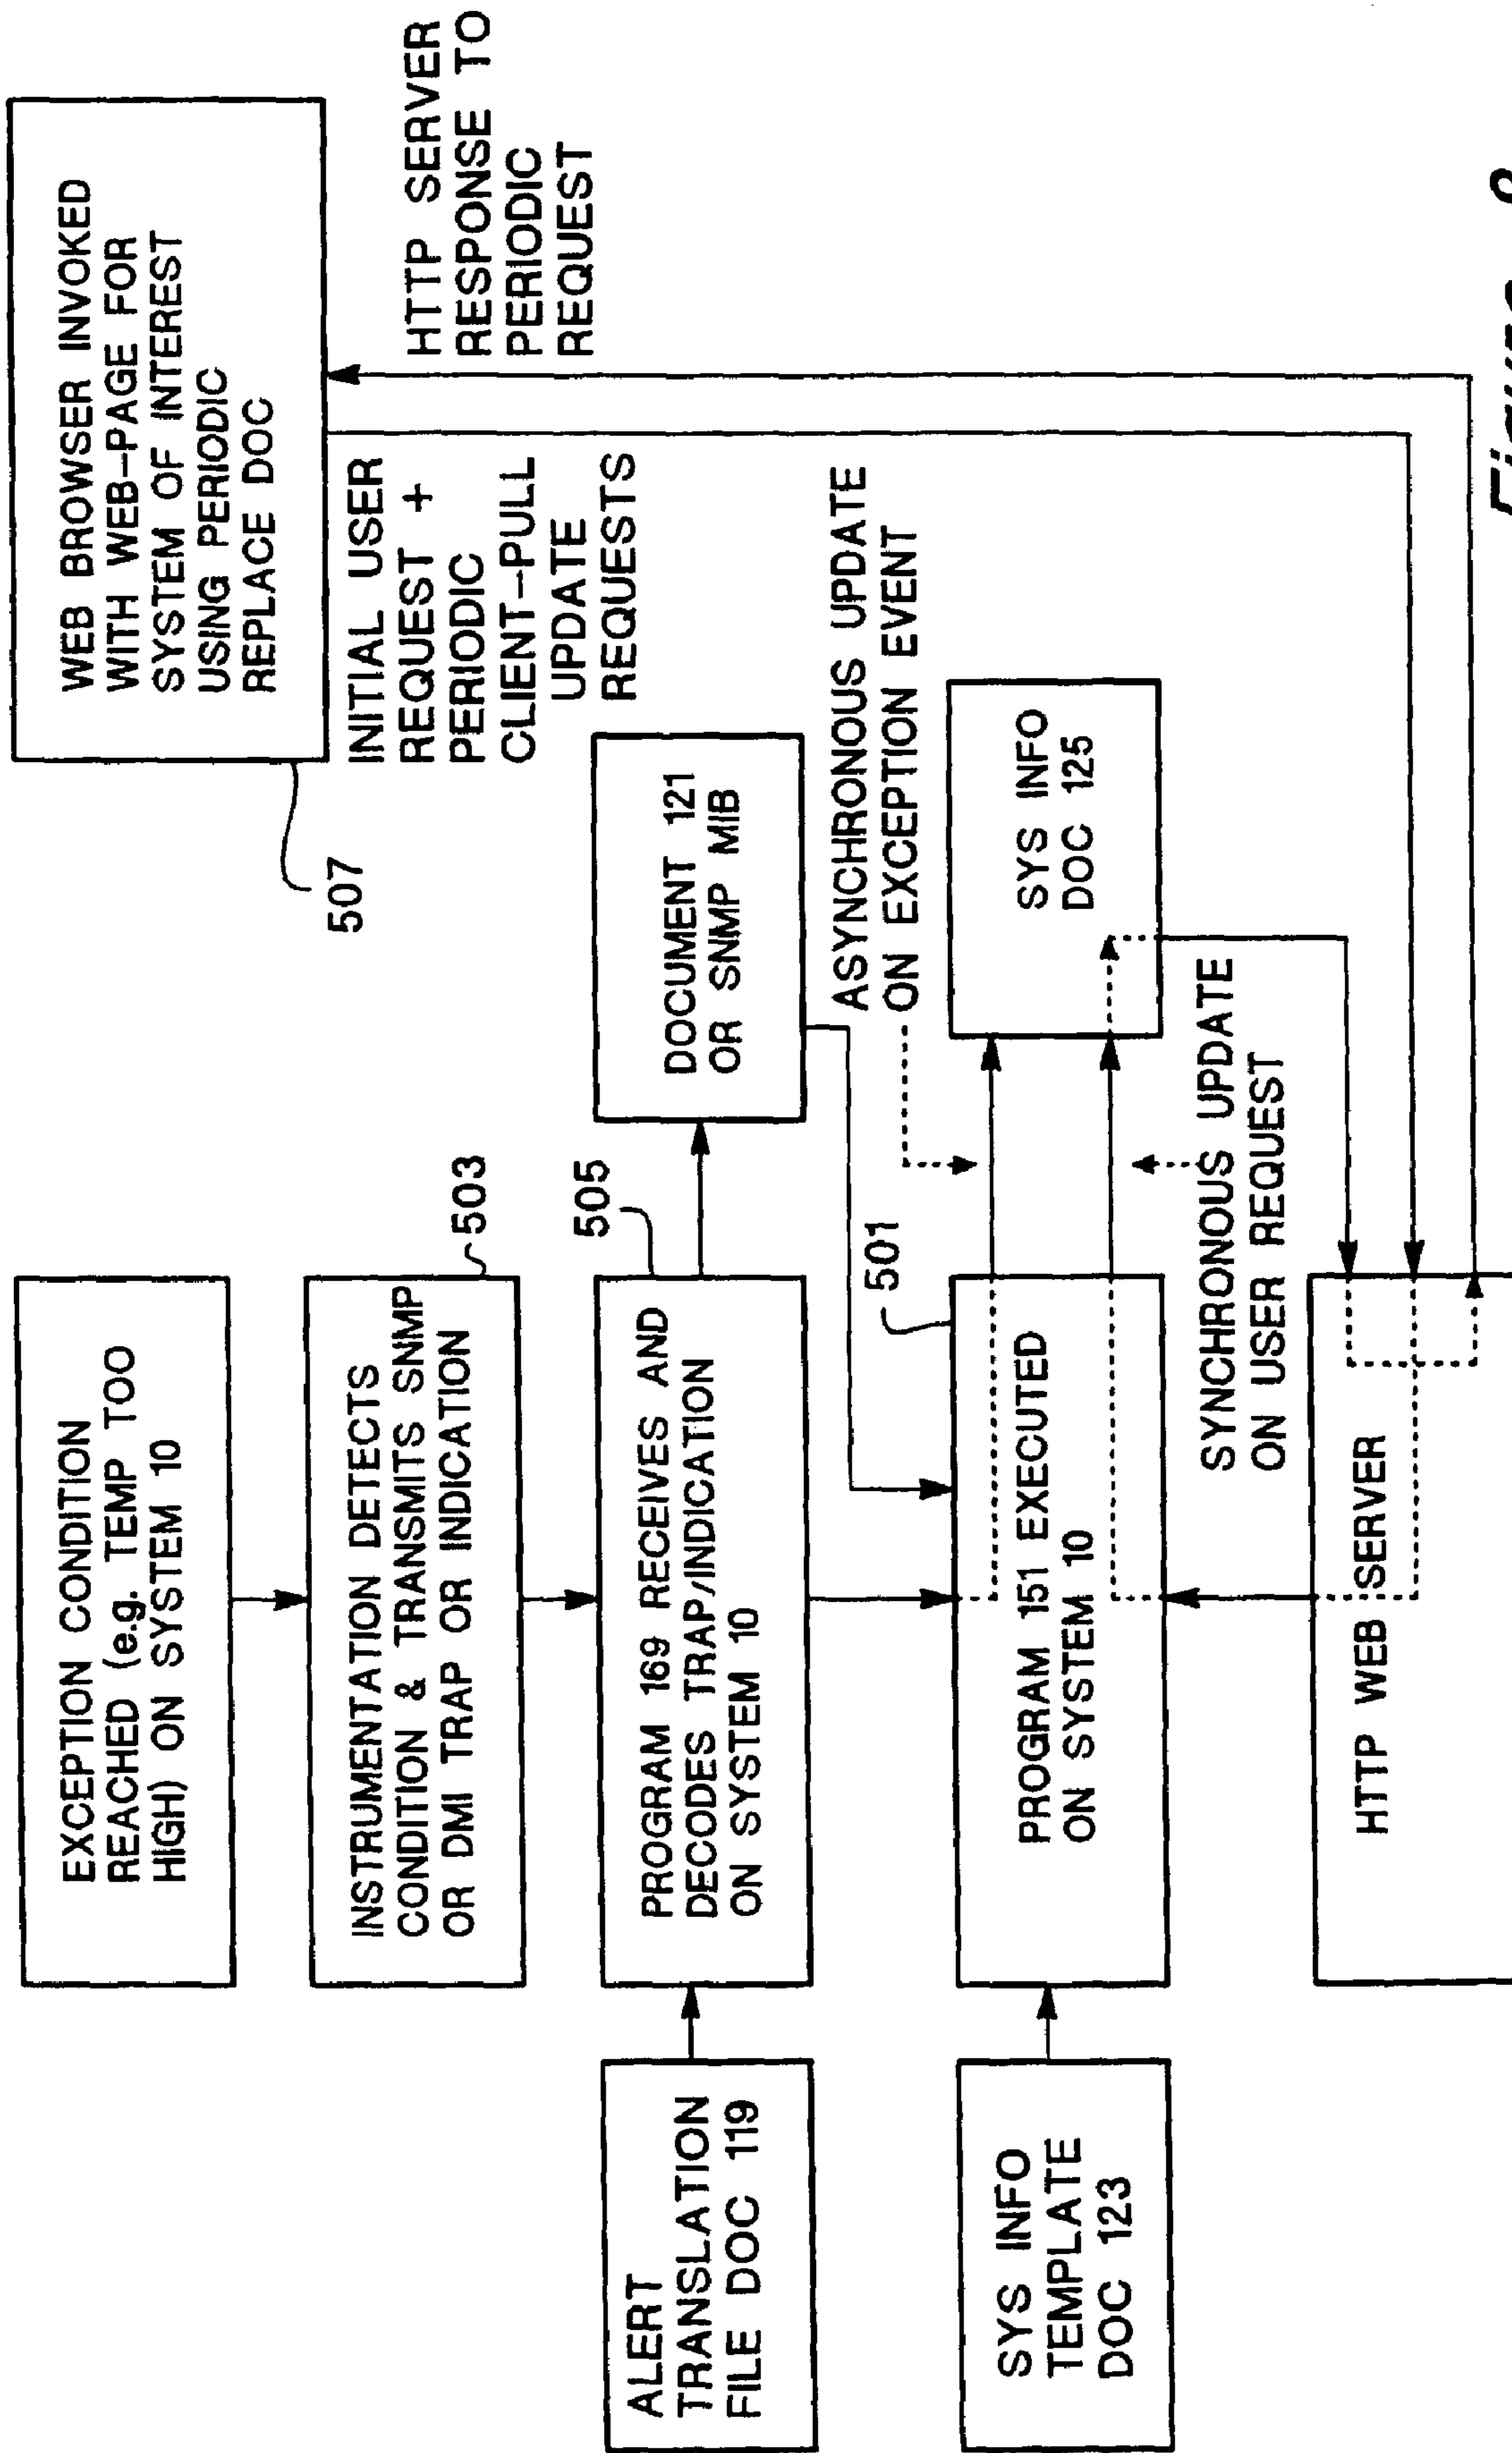 EXCEPTION CONDITION
REACHED (e.g. TEMP TOO
HIGH) ON SYSTEM 10
INSTRUMENTATION DETECTS
CONDITION & TRANSMITS SNMP
OR DMI TRAP OR INDICATION
503
ALERT
TRANSLATION
FILE DOC 119
PROGRAM 169 RECEIVES AND
DECODES TRAP/INDICATION
ON SYSTEM 10
505
DOCUMENT 121
OR SNMP MIB
WEB BROWSER INVOKED
WITH WEB-PAGE FOR
SYSTEM OF INTEREST
USING PERIODIC
REPLACE DOC
507
INITIAL USER
REQUEST +
PERIODIC
CLIENT-PULL
UPDATE
REQUESTS
HTTP SERVER
RESPONSE TO
PERIODIC
REQUEST
ASYNCHRONOUS UPDATE
ON EXCEPTION EVENT
SYS INFO
TEMPLATE
DOC 123
PROGRAM 151 EXECUTED
ON SYSTEM 10
501
SYS INFO
DOC 125
SYNCHRONOUS UPDATE
ON USER REQUEST
HTTP WEB SERVER
Figure